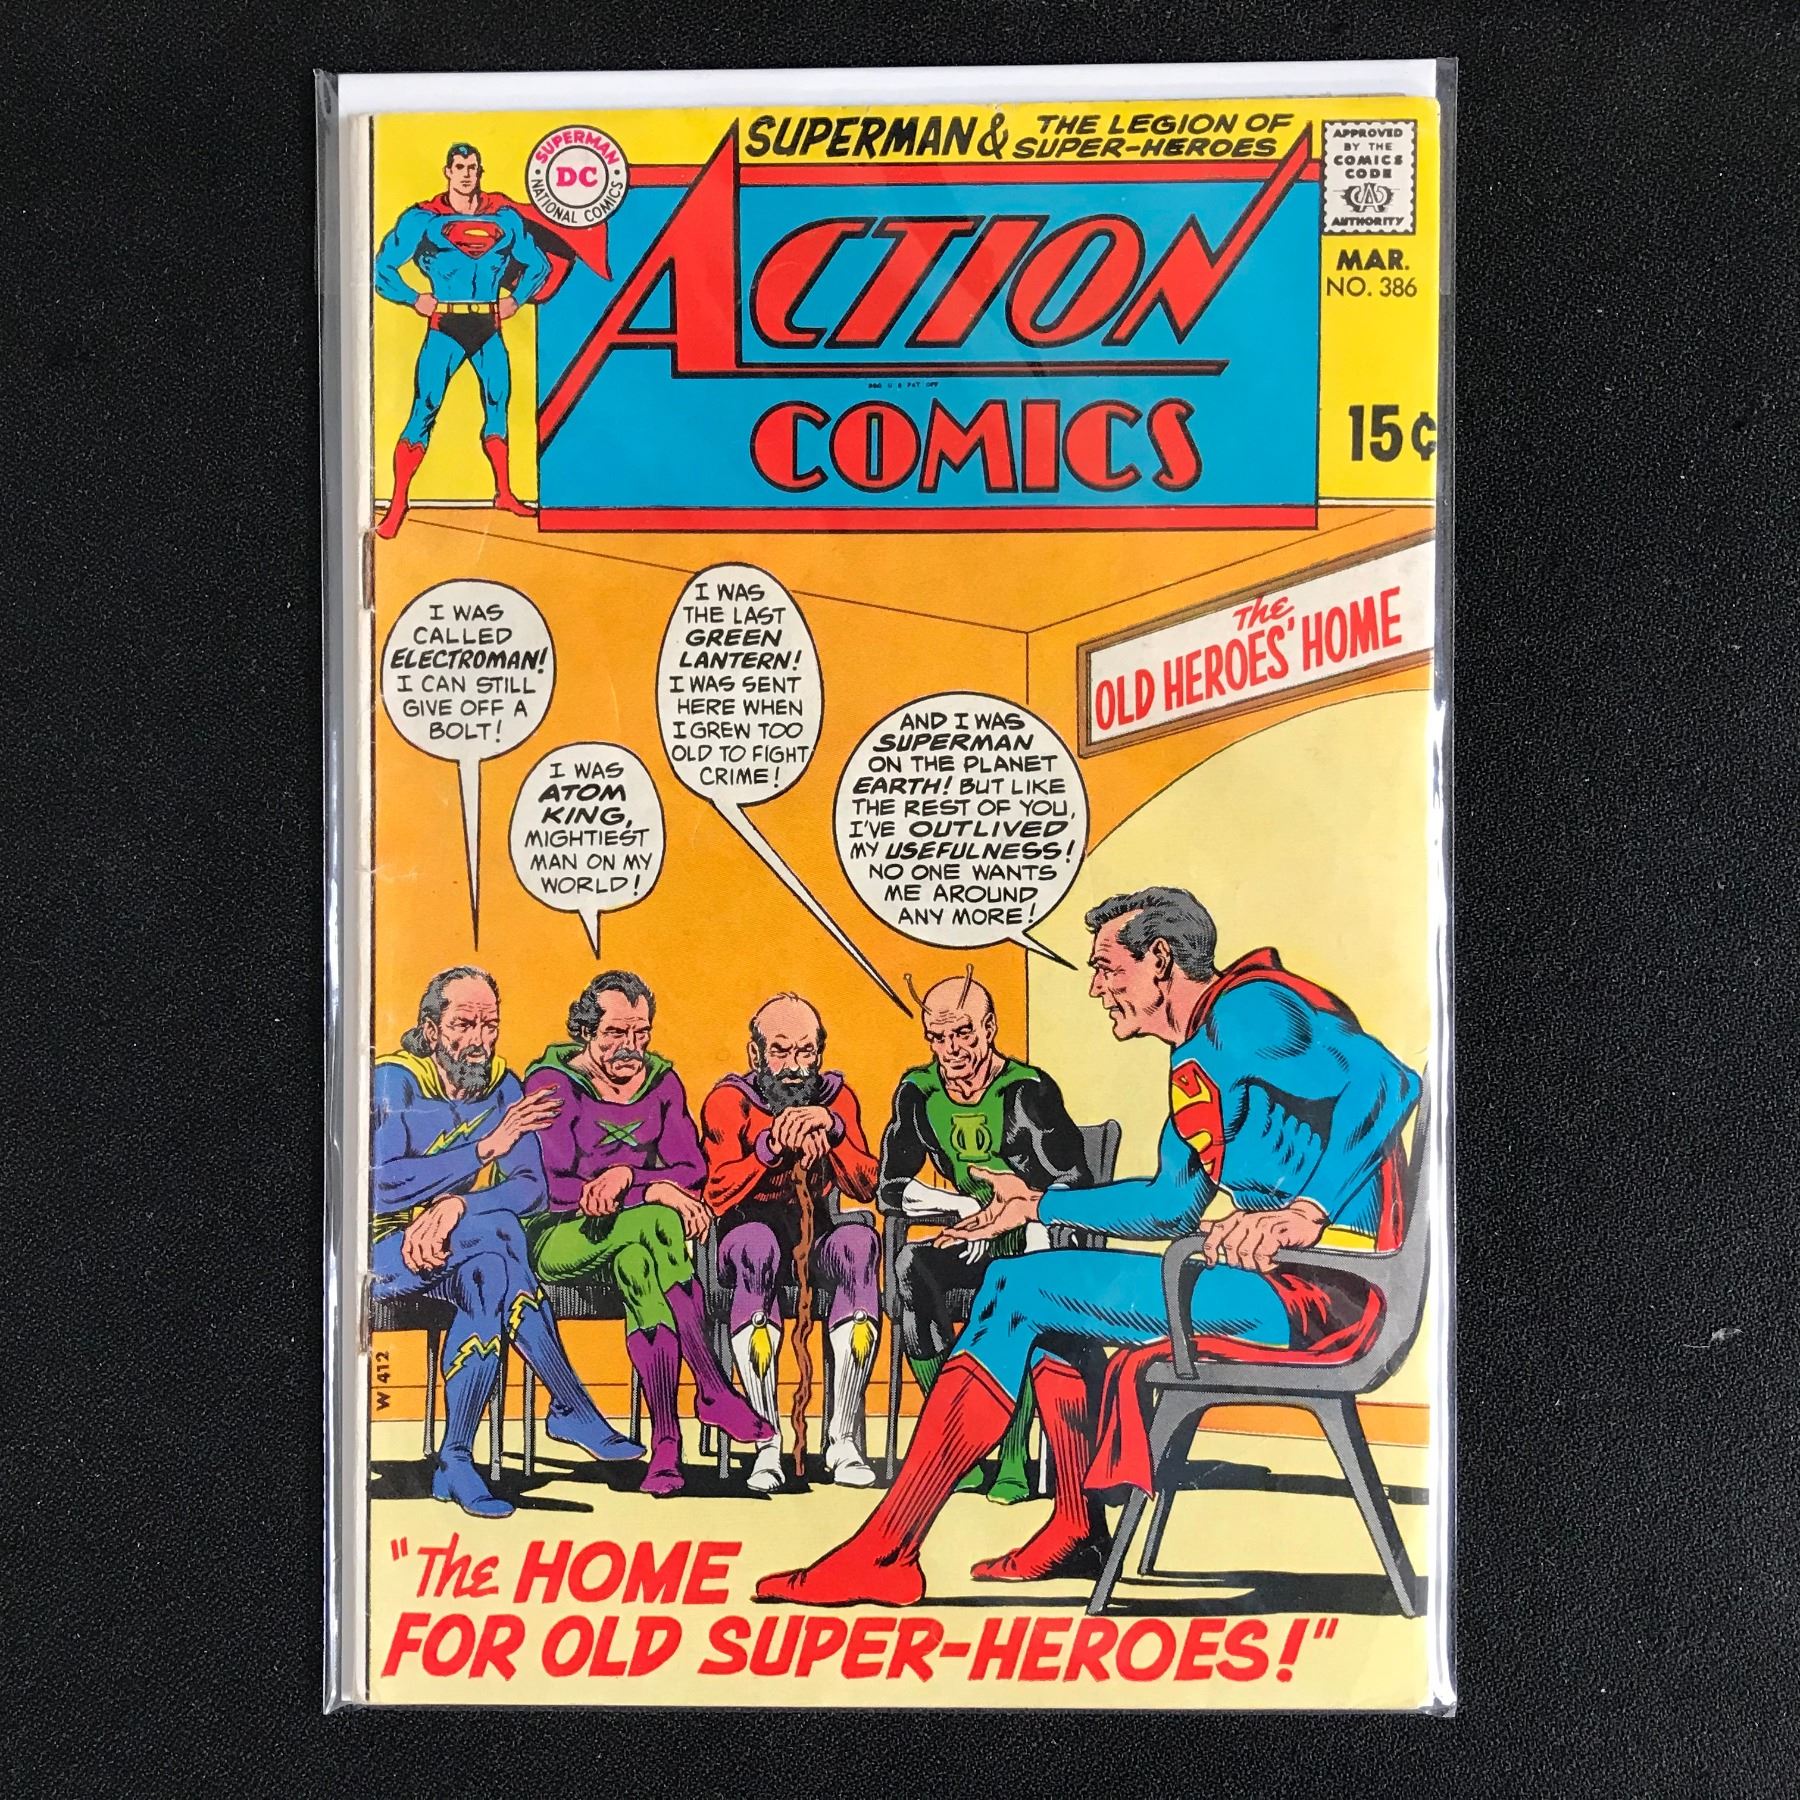 SUPERMAN
DC
NATIONAL COMICS
SUPERMAN & THE LEGION OF
SUPER-HEROES
APPROVED
BY THE
COMICS
CODE
CA
AUTHORITY
ACTION
COMICS
REG. U.S. PAT. OFF.
MAR.
NO. 386
15¢
The
OLD HEROES' HOME
I WAS
CALLED
ELECTROMAN!
I CAN STILL
GIVE OFF A
BOLT!
I WAS
ATOM
KING,
MIGHTIEST
MAN ON MY
WORLD!
I WAS
THE LAST
GREEN
LANTERN!
I WAS SENT
HERE WHEN
I GREW TOO
OLD TO FIGHT
CRIME!
AND I WAS
SUPERMAN
ON THE PLANET
EARTH! BUT LIKE
THE REST OF YOU,
I'VE OUTLIVED
MY USEFULNESS!
NO ONE WANTS
ME AROUND
ANY MORE!
W 412
"The HOME
FOR OLD SUPER-HEROES!"